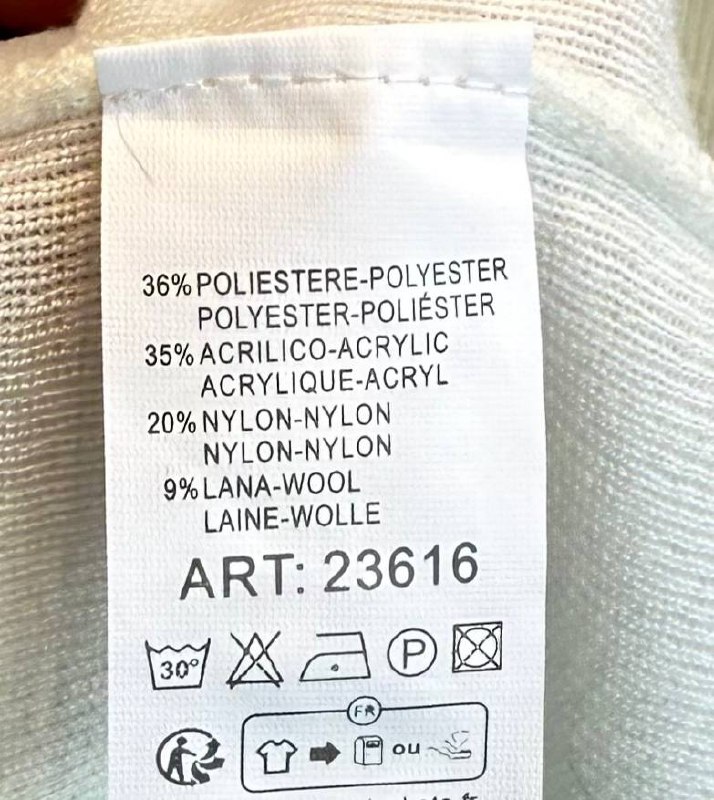 36% POLIESTERE-POLYESTER
POLYESTER-POLIÉSTER
35% ACRILICO-ACRYLIC
ACRYLIQUE-ACRYL
20% NYLON-NYLON
NYLON-NYLON
9% LANA-WOOL
LAINE-WOLLE
ART: 23616
30° P
FR
ou